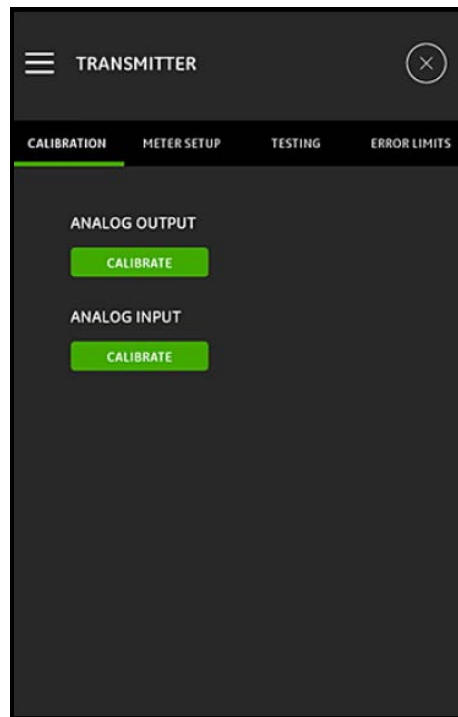 TRANSMITTER
CALIBRATION METER SETUP TESTING ERROR LIMITS
ANALOG OUTPUT
CALIBRATE
ANALOG INPUT
CALIBRATE